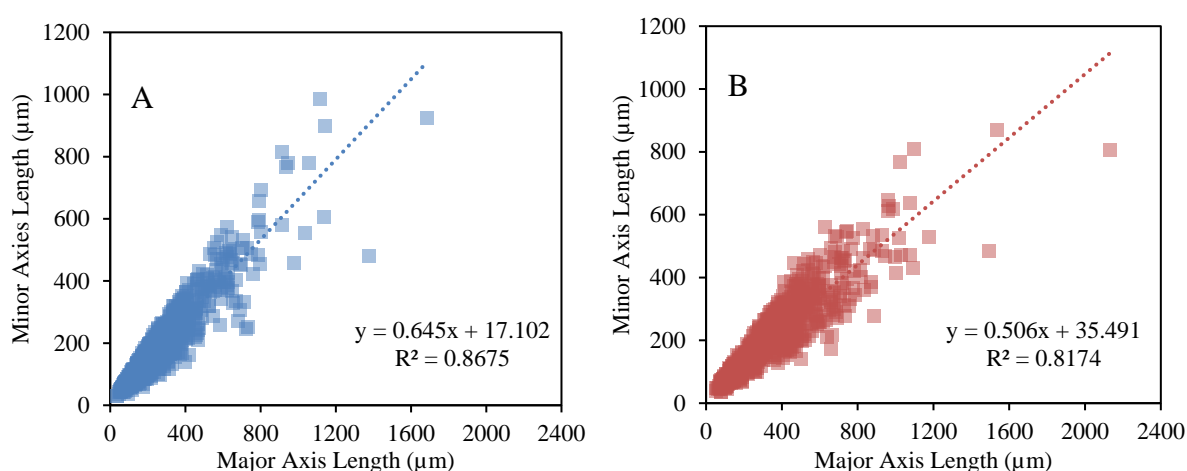 1200
1000
800
600
400
200
0
Minor Axes Length (µm)
A
y = 0.645x + 17.102
R² = 0.8675
0 400 800 1200 1600 2000 2400
Major Axis Length (µm)
1200
1000
800
600
400
200
0
Minor Axis Length (µm)
B
y = 0.506x + 35.491
R² = 0.8174
0 400 800 1200 1600 2000 2400
Major Axis Length (µm)